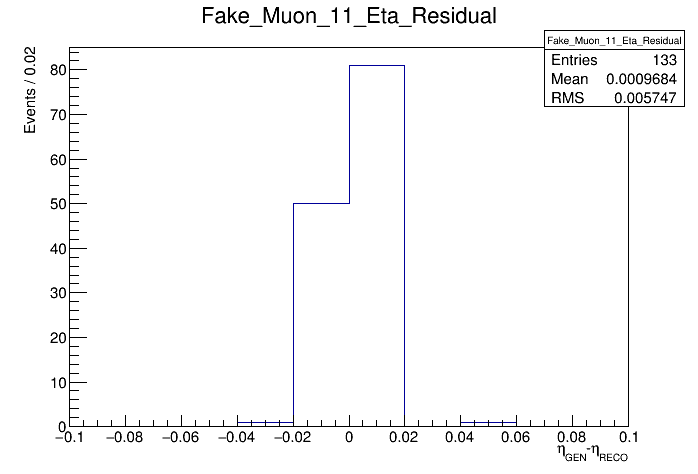 Fake_Muon_11_Eta_Residual
Fake_Muon_11_Eta_Residual
Entries 133
Mean 0.0009684
RMS 0.005747
Events / 0.02
80
70
60
50
40
30
20
10
0
−0.1 −0.08 −0.06 −0.04 −0.02 0 0.02 0.04 0.06 0.08 0.1
η_GEN-η_RECO